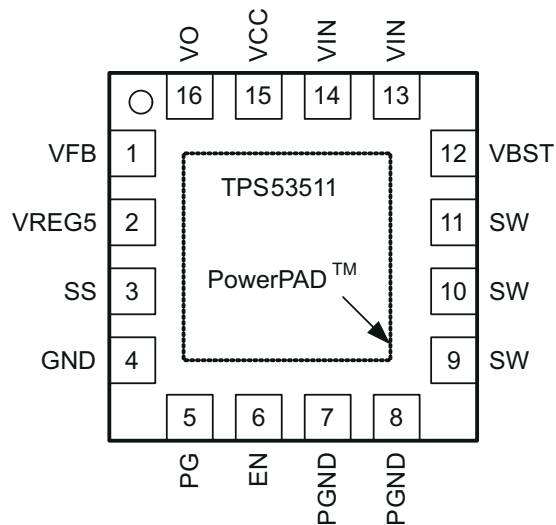 VO
VCC
VIN
VIN
16
15
14
13
VFB 1
12 VBST
TPS53511
VREG5 2
11 SW
SS 3
PowerPAD™
10 SW
GND 4
9 SW
5
6
7
8
PG
EN
PGND
PGND